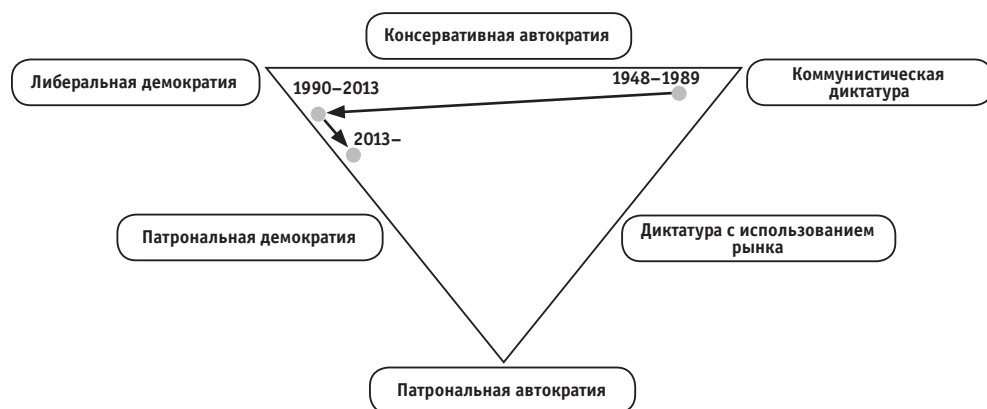 Консервативная автократия
Либеральная демократия
Коммунистическая
диктатура
1990–2013
1948–1989
2013–
Патрональная демократия
Диктатура с использованием
рынка
Патрональная автократия